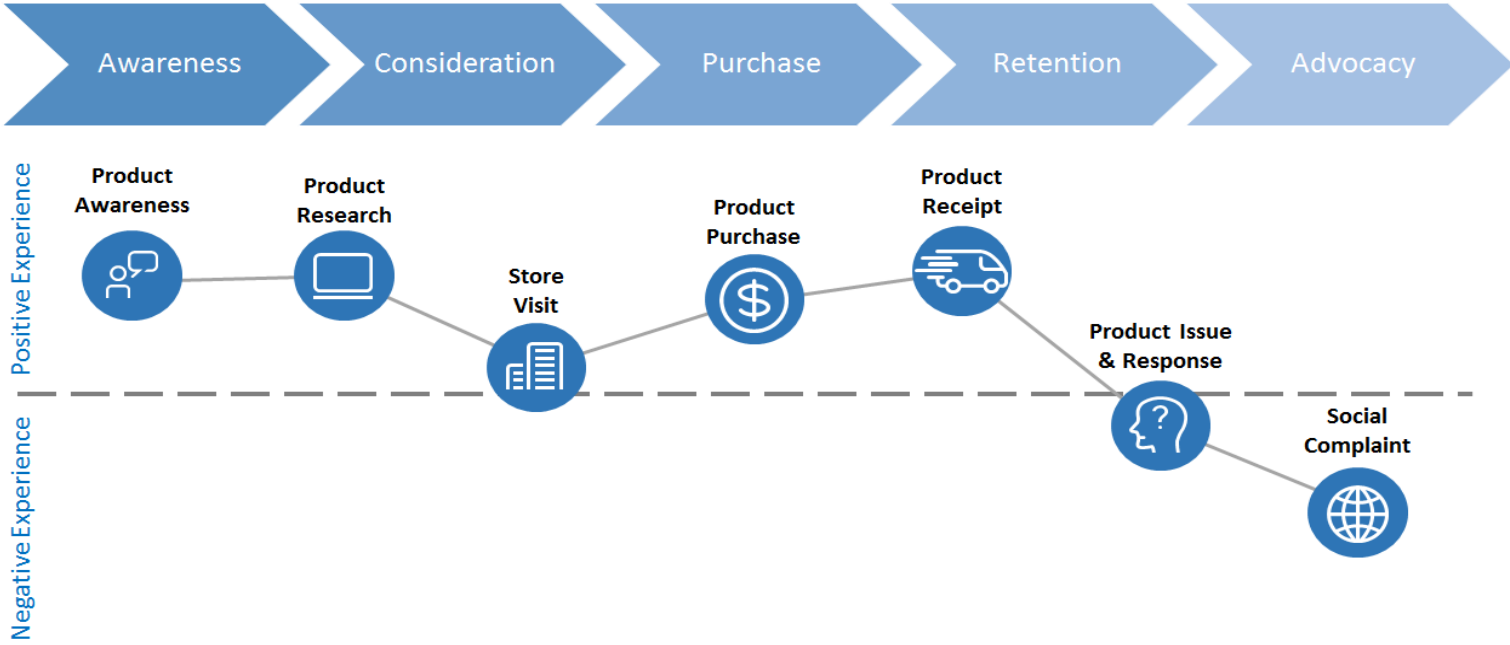 Awareness
Consideration
Purchase
Retention
Advocacy
Positive Experience
Negative Experience
Product
Awareness
Product
Research
Store
Visit
Product
Purchase
$
Product
Receipt
Product Issue
& Response
?
Social
Complaint